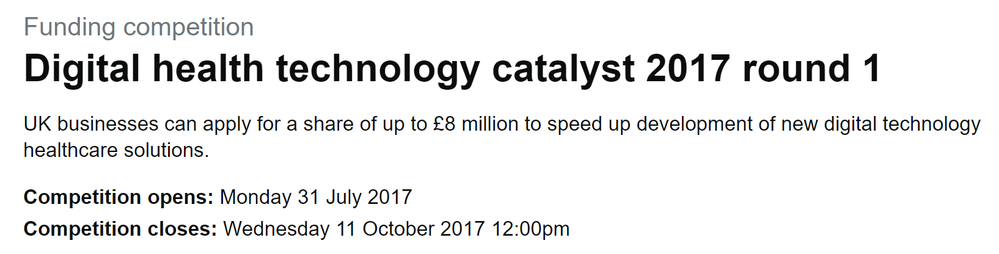 Funding competition
Digital health technology catalyst 2017 round 1
UK businesses can apply for a share of up to £8 million to speed up development of new digital technology
healthcare solutions.
Competition opens: Monday 31 July 2017
Competition closes: Wednesday 11 October 2017 12:00pm